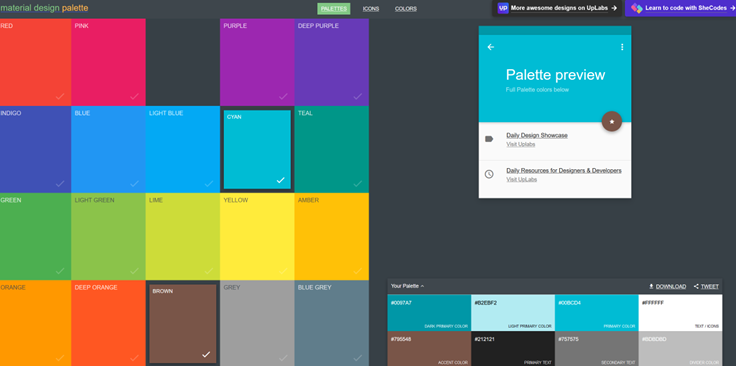 material design palette
PALETTES
ICONS
COLORS
UP More awesome designs on UpLabs →
Learn to code with SheCodes →
RED
PINK
PURPLE
DEEP PURPLE
INDIGO
BLUE
LIGHT BLUE
CYAN
TEAL
GREEN
LIGHT GREEN
LIME
YELLOW
AMBER
ORANGE
DEEP ORANGE
BROWN
GREY
BLUE GREY
Palette preview
Full Palette colors below
Daily Design Showcase
Visit Uplabs
Daily Resources for Designers & Developers
Visit UpLabs
Your Palette
DOWNLOAD
TWEET
#0097A7
#B2EBF2
#00BCD4
#FFFFFF
DARK PRIMARY COLOR
LIGHT PRIMARY COLOR
PRIMARY COLOR
TEXT / ICONS
#795548
#212121
#757575
#BDBDBD
ACCENT COLOR
PRIMARY TEXT
SECONDARY TEXT
DIVIDER COLOR